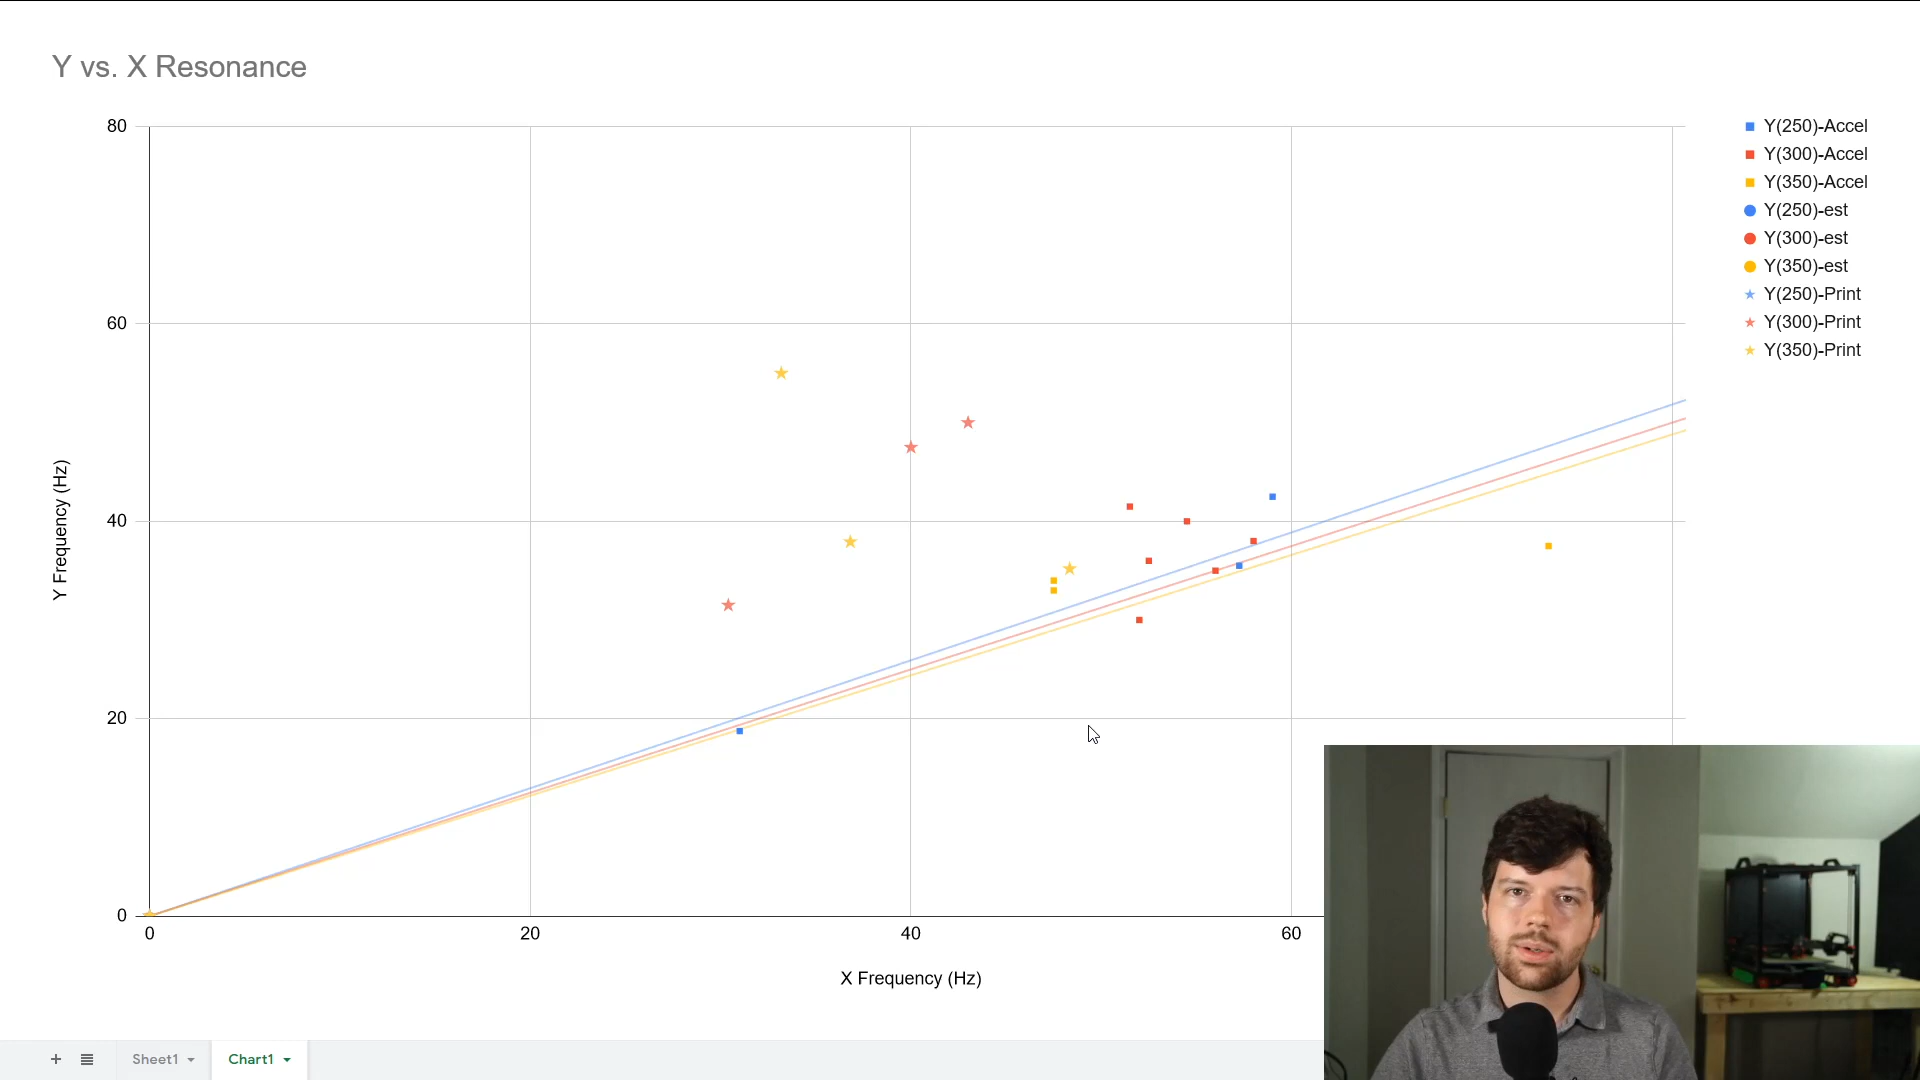 Y vs. X Resonance
80
60
40
20
0
Y Frequency (Hz)
0
20
40
60
X Frequency (Hz)
Y(250)-Accel
Y(300)-Accel
Y(350)-Accel
Y(250)-est
Y(300)-est
Y(350)-est
Y(250)-Print
Y(300)-Print
Y(350)-Print
Sheet1
Chart1